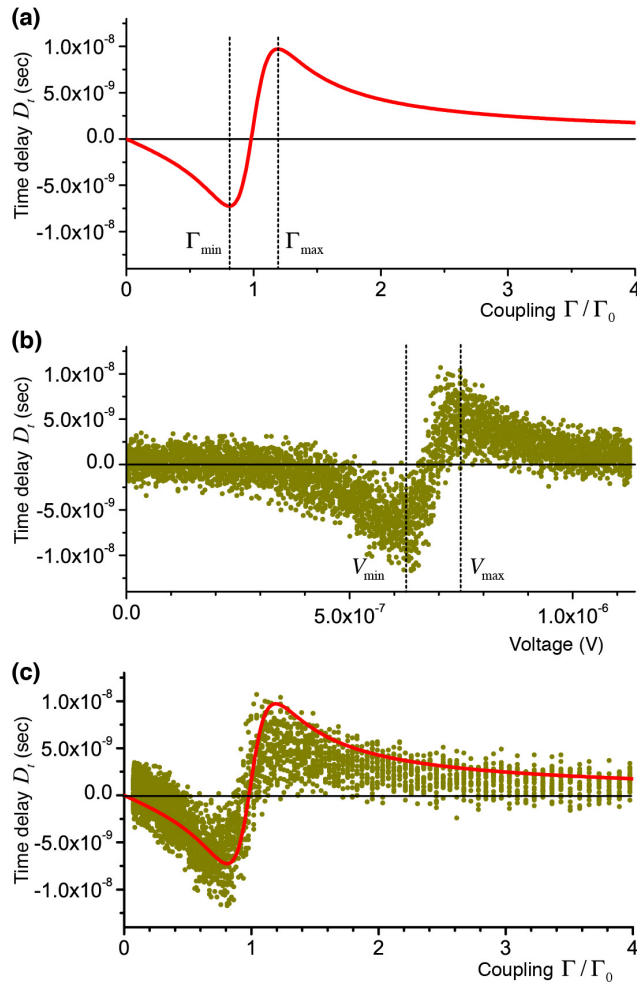 (a)
Time delay Dₜ (sec)
1.0x10⁻⁸
5.0x10⁻⁹
0.0
-5.0x10⁻⁹
-1.0x10⁻⁸
Γmin
Γmax
0 1 2 3 4
Coupling Γ / Γ₀
(b)
Time delay Dₜ (sec)
1.0x10⁻⁸
5.0x10⁻⁹
0.0
-5.0x10⁻⁹
-1.0x10⁻⁸
Vmin
Vmax
0.0 5.0x10⁻⁷ 1.0x10⁻⁶
Voltage (V)
(c)
Time delay Dₜ (sec)
1.0x10⁻⁸
5.0x10⁻⁹
0.0
-5.0x10⁻⁹
-1.0x10⁻⁸
0 1 2 3 4
Coupling Γ / Γ₀